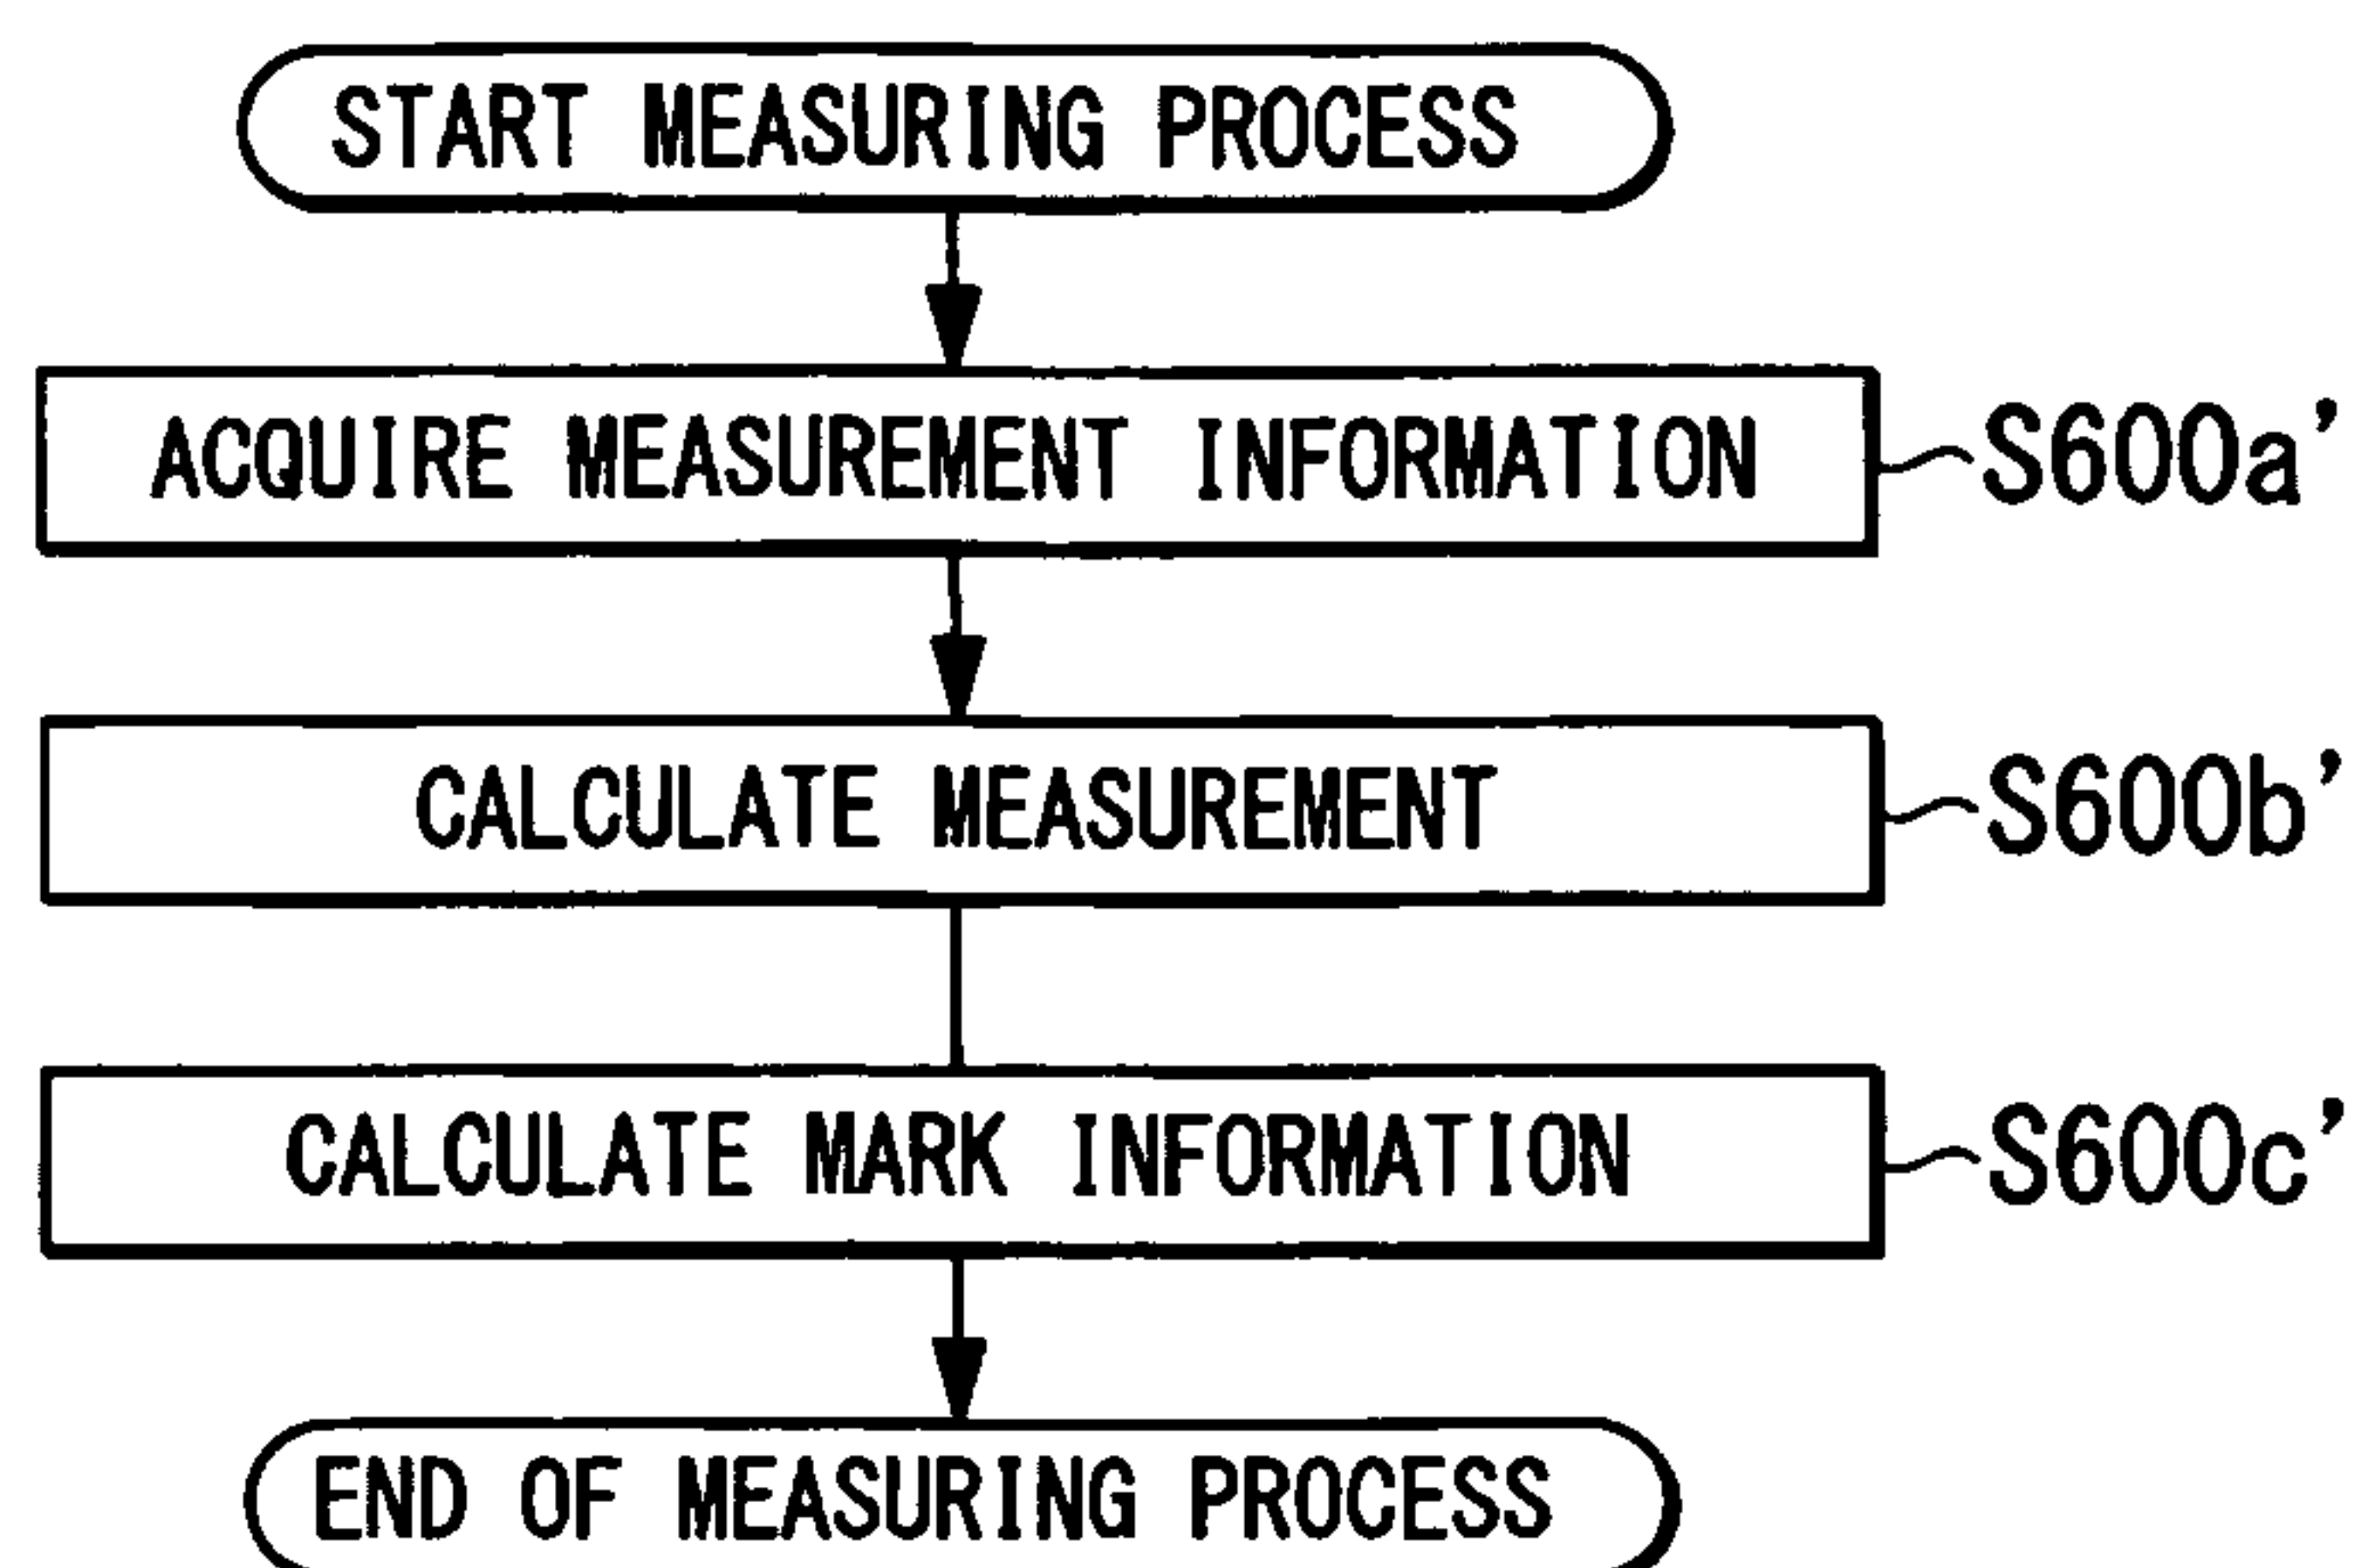 START MEASURING PROCESS
ACQUIRE MEASUREMENT INFORMATION S600a'
CALCULATE MEASUREMENT S600b'
CALCULATE MARK INFORMATION S600c'
END OF MEASURING PROCESS